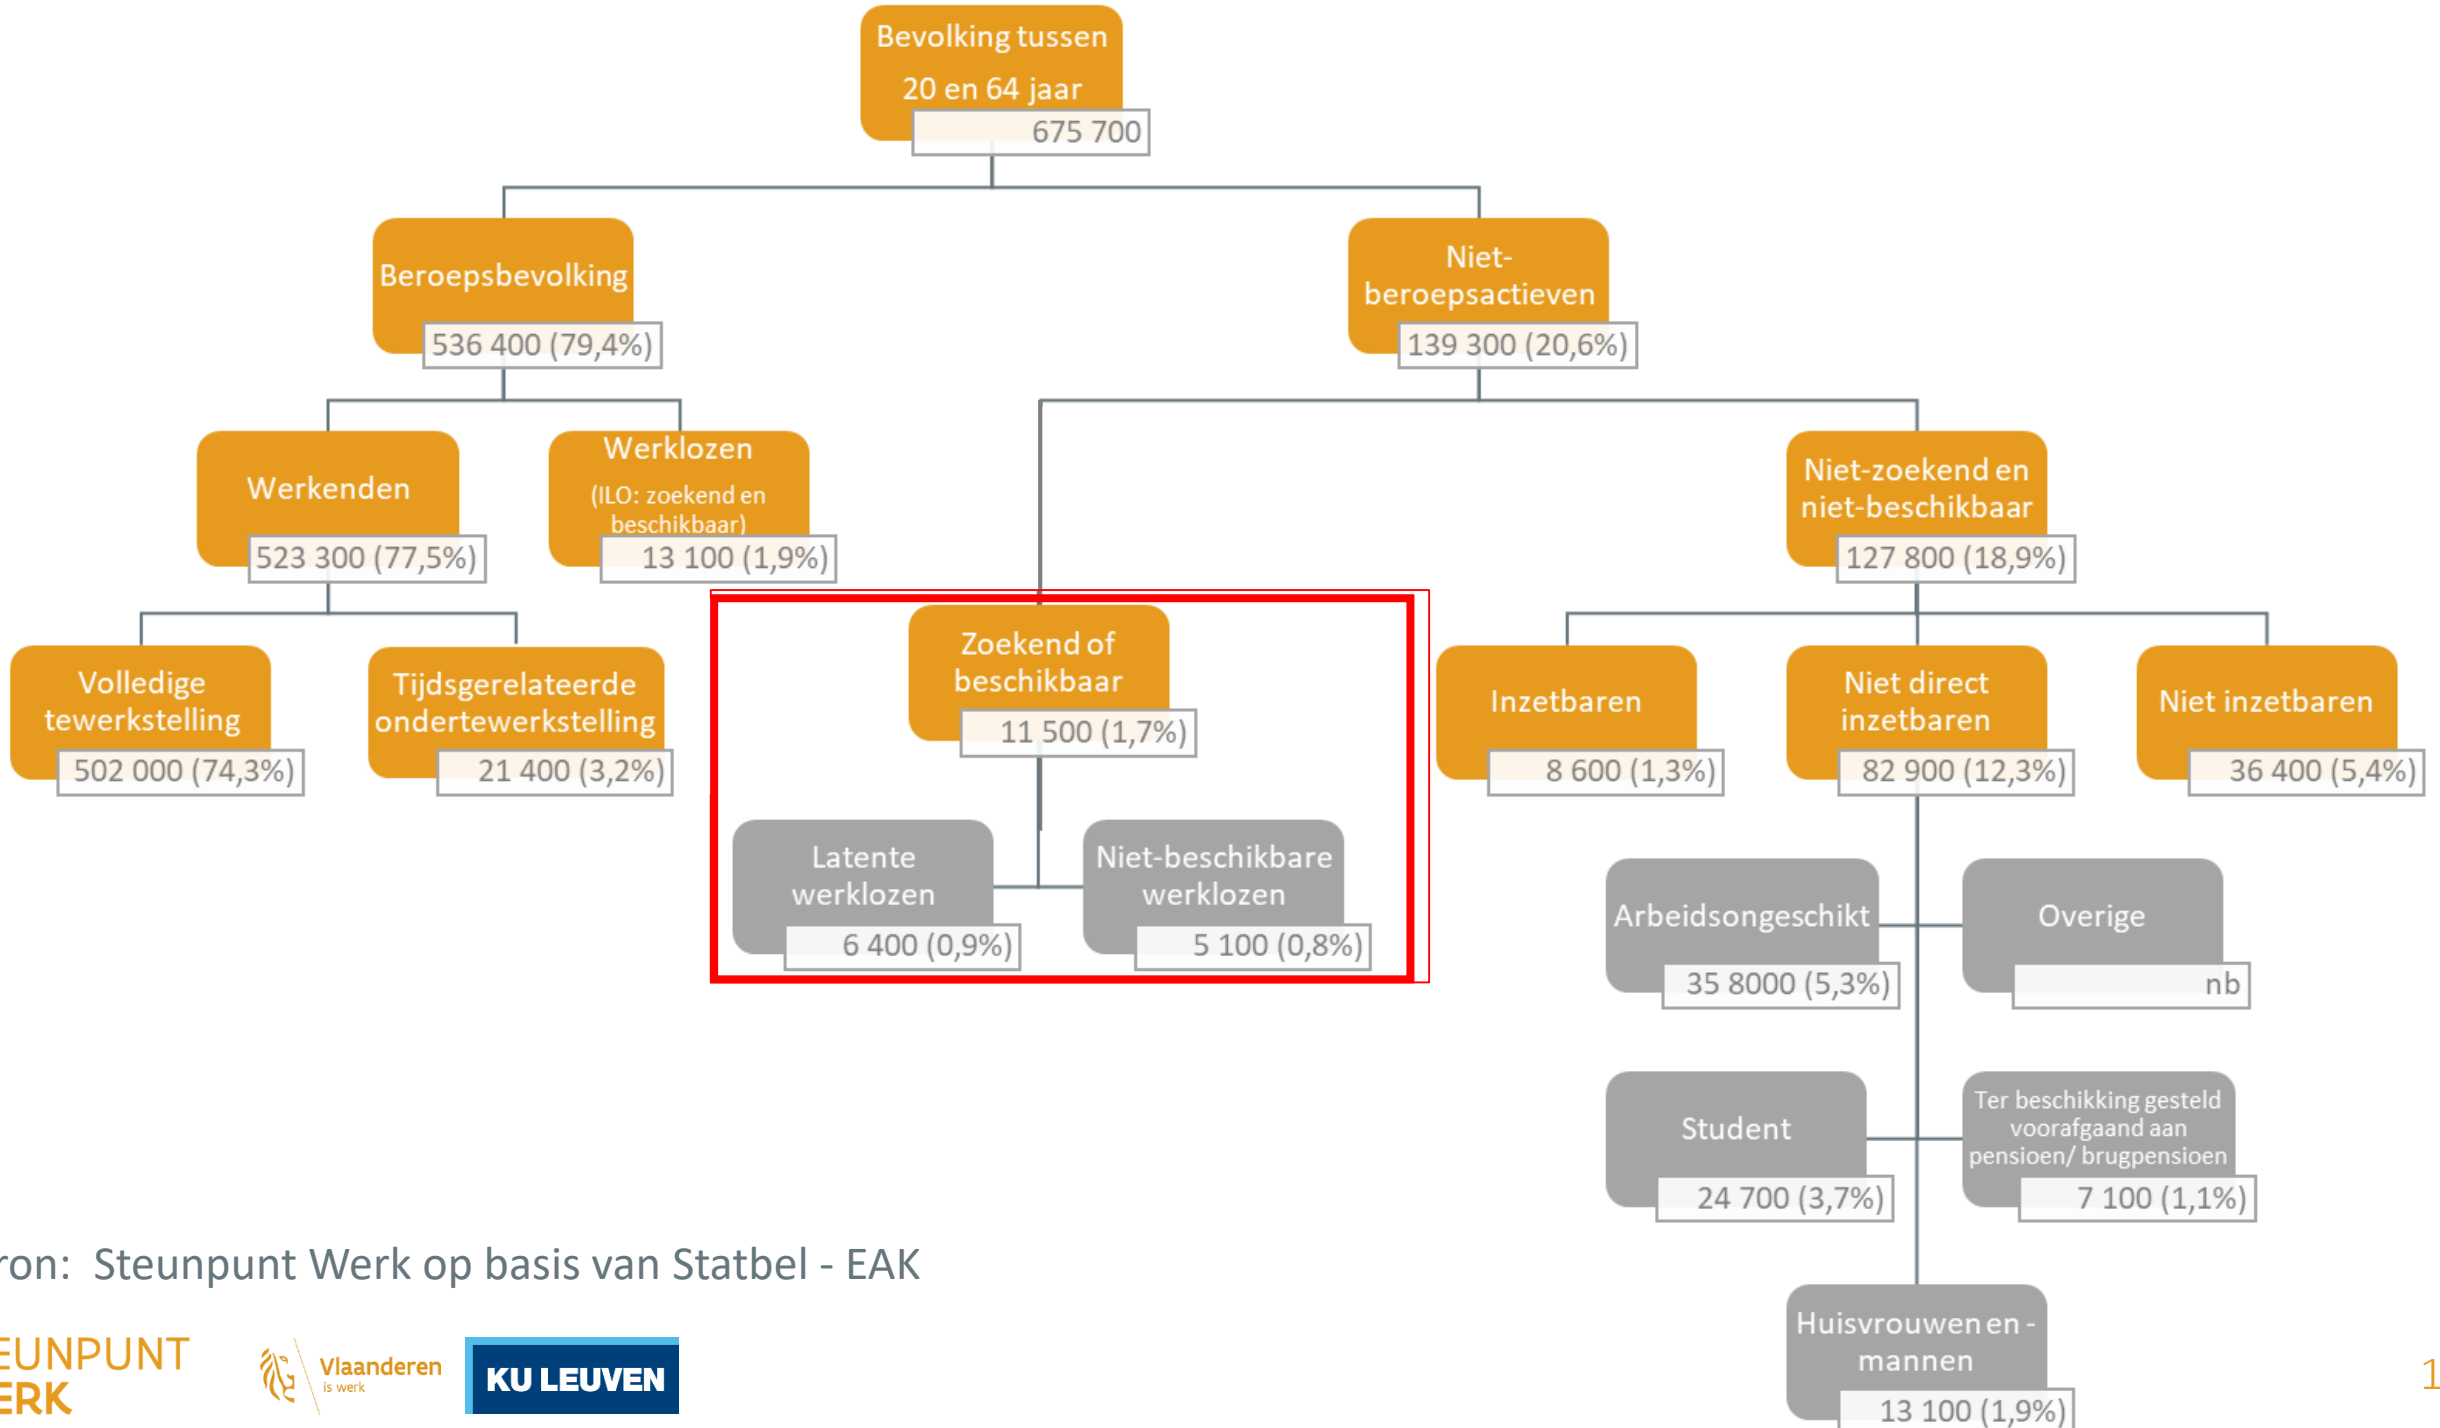 Bevolking tussen
20 en 64 jaar
675 700
Beroepsbevolking
536 400 (79,4%)
Niet-
beroepsactieven
139 300 (20,6%)
Werkenden
523 300 (77,5%)
Werklozen
(ILO: zoekend en
beschikbaar)
13 100 (1,9%)
Niet-zoekend en
niet-beschikbaar
127 800 (18,9%)
Volledige
tewerkstelling
502 000 (74,3%)
Tijdsgerelateerde
ondertewerkstelling
21 400 (3,2%)
Zoekend of
beschikbaar
11 500 (1,7%)
Inzetbaren
8 600 (1,3%)
Niet direct
inzetbaren
82 900 (12,3%)
Niet inzetbaren
36 400 (5,4%)
Latente
werklozen
6 400 (0,9%)
Niet-beschikbare
werklozen
5 100 (0,8%)
Arbeidsongeschikt
35 8000 (5,3%)
Overige
nb
Student
24 700 (3,7%)
Ter beschikking gesteld
voorafgaand aan
pensioen/ brugpensioen
7 100 (1,1%)
Huisvrouwen en -
mannen
13 100 (1,9%)
ron: Steunpunt Werk op basis van Statbel - EAK
EUNPUNT
ERK
Vlaanderen
is werk
KU LEUVEN
1